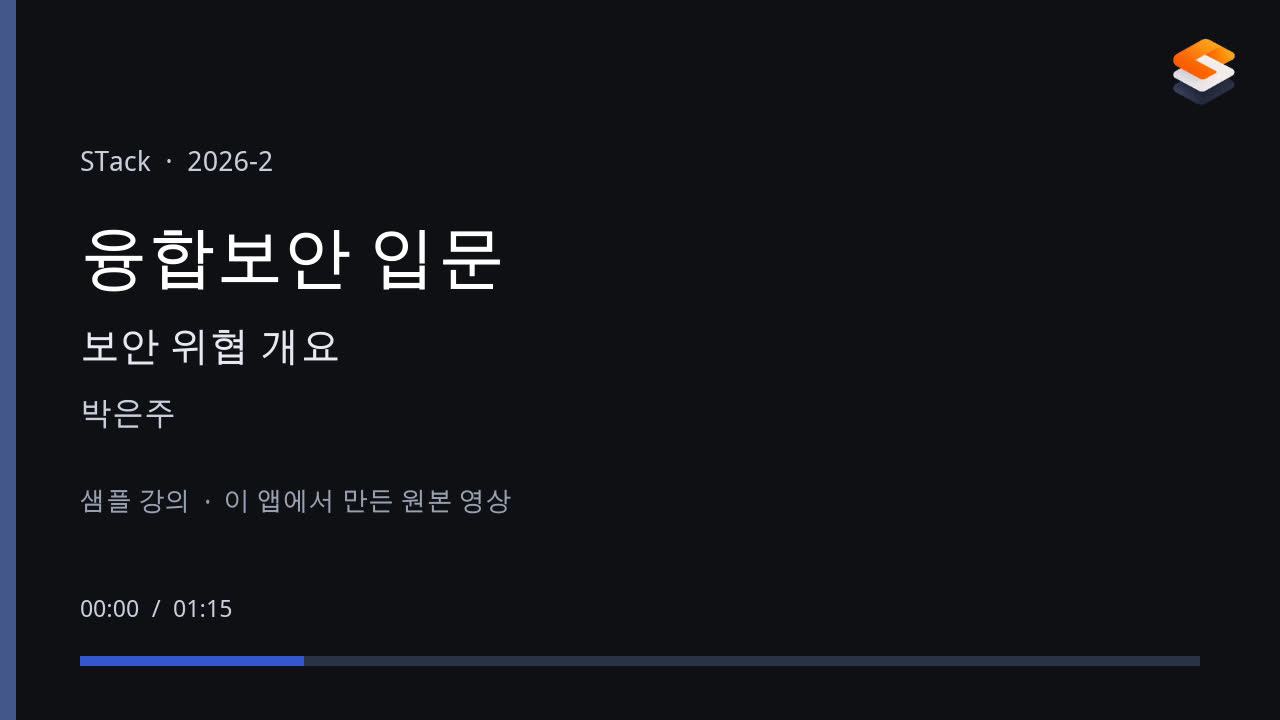 STack · 2026-2
융합보안 입문
보안 위협 개요
박은주
샘플 강의 · 이 앱에서 만든 원본 영상
00:00 / 01:15